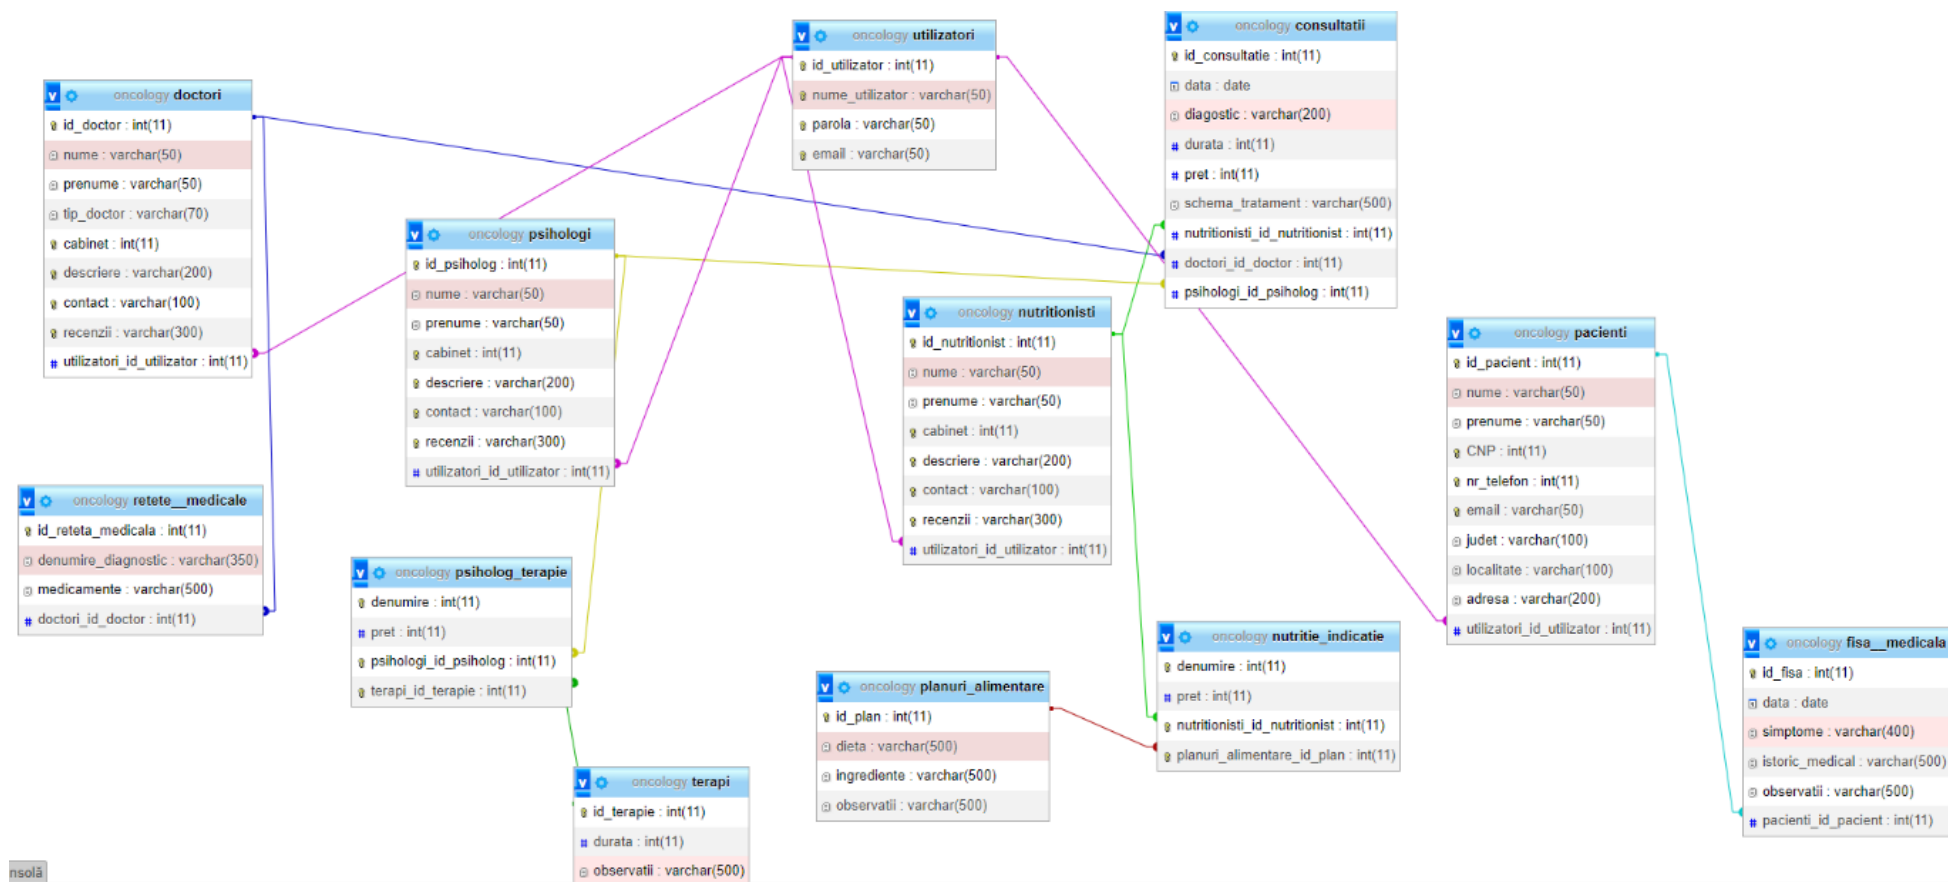 oncology utilizatori
id_utilizator : int(11)
nume_utilizator : varchar(50)
parola : varchar(50)
email : varchar(50)
oncology consultatii
id_consultatie : int(11)
data : date
diagostic : varchar(200)
durata : int(11)
pret : int(11)
schema_tratament : varchar(500)
nutritionisti_id_nutritionist : int(11)
doctori_id_doctor : int(11)
psihologi_id_psiholog : int(11)
oncology doctori
id_doctor : int(11)
nume : varchar(50)
prenume : varchar(50)
tip_doctor : varchar(70)
cabinet : int(11)
descriere : varchar(200)
contact : varchar(100)
recenzii : varchar(300)
utilizatori_id_utilizator : int(11)
oncology psihologi
id_psiholog : int(11)
nume : varchar(50)
prenume : varchar(50)
cabinet : int(11)
descriere : varchar(200)
contact : varchar(100)
recenzii : varchar(300)
utilizatori_id_utilizator : int(11)
oncology nutritionisti
id_nutritionist : int(11)
nume : varchar(50)
prenume : varchar(50)
cabinet : int(11)
descriere : varchar(200)
contact : varchar(100)
recenzii : varchar(300)
utilizatori_id_utilizator : int(11)
oncology pacienti
id_pacient : int(11)
nume : varchar(50)
prenume : varchar(50)
CNP : int(11)
nr_telefon : int(11)
email : varchar(50)
judet : varchar(100)
localitate : varchar(100)
adresa : varchar(200)
utilizatori_id_utilizator : int(11)
oncology retete__medicale
id_reteta_medicala : int(11)
denumire_diagnostic : varchar(350)
medicamente : varchar(500)
doctori_id_doctor : int(11)
oncology psiholog_terapie
denumire : int(11)
pret : int(11)
psihologi_id_psiholog : int(11)
terapi_id_terapie : int(11)
oncology nutritie_indicatie
denumire : int(11)
pret : int(11)
nutritionisti_id_nutritionist : int(11)
planuri_alimentare_id_plan : int(11)
oncology fisa__medicala
id_fisa : int(11)
data : date
simptome : varchar(400)
istoric_medical : varchar(500)
observatii : varchar(500)
pacienti_id_pacient : int(11)
oncology planuri_alimentare
id_plan : int(11)
dieta : varchar(500)
ingrediente : varchar(500)
observatii : varchar(500)
oncology terapi
id_terapie : int(11)
durata : int(11)
observatii : varchar(500)
nsolă